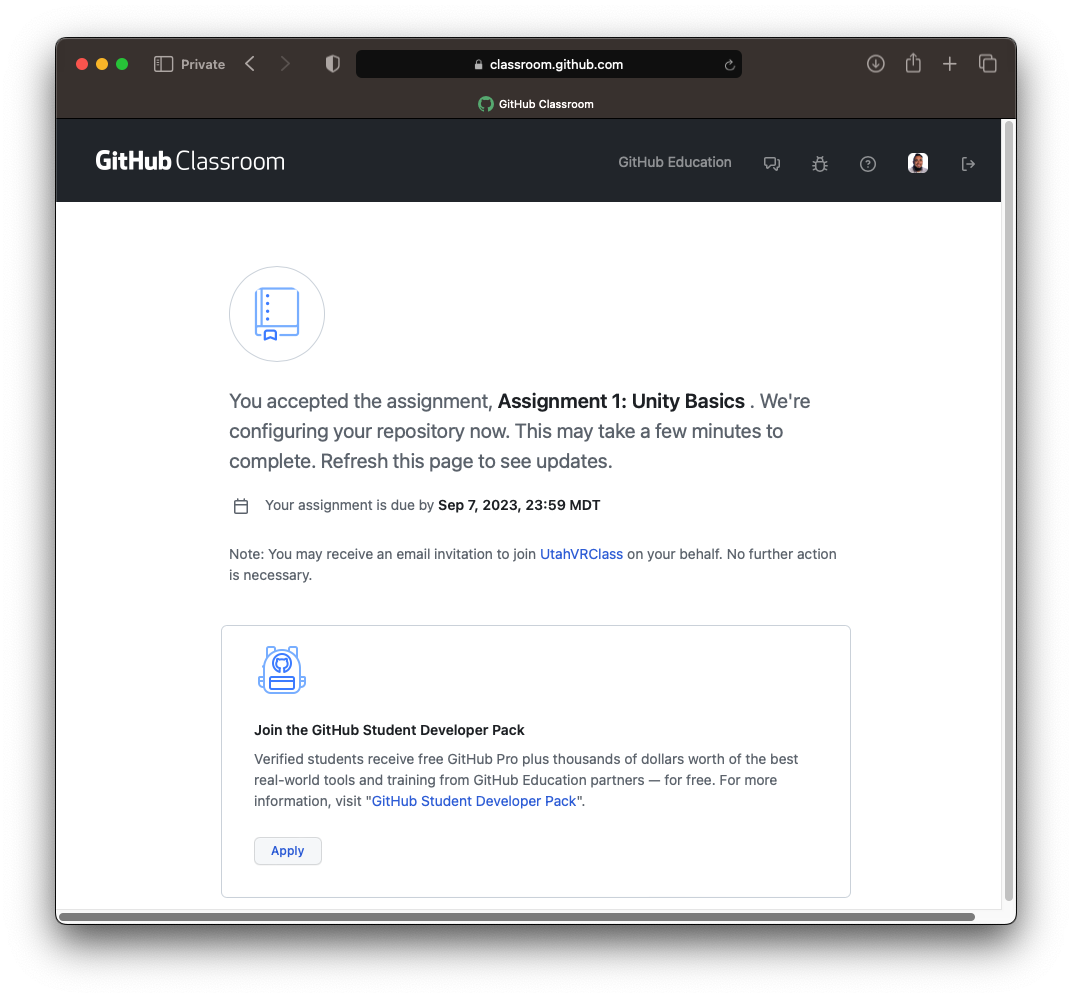 Private
classroom.github.com
GitHub Classroom
GitHub Classroom
GitHub Education
You accepted the assignment, Assignment 1: Unity Basics . We're
configuring your repository now. This may take a few minutes to
complete. Refresh this page to see updates.
Your assignment is due by Sep 7, 2023, 23:59 MDT
Note: You may receive an email invitation to join UtahVRClass on your behalf. No further action
is necessary.
Join the GitHub Student Developer Pack
Verified students receive free GitHub Pro plus thousands of dollars worth of the best
real-world tools and training from GitHub Education partners — for free. For more
information, visit "GitHub Student Developer Pack".
Apply